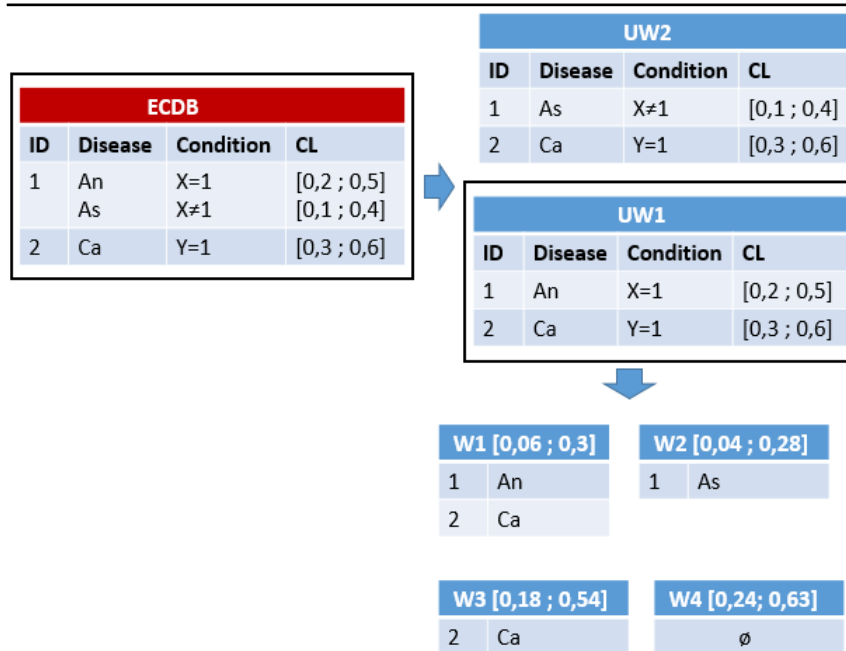 ECDB
ID Disease Condition CL
1 An X=1 [0,2 ; 0,5]
As X≠1 [0,1 ; 0,4]
2 Ca Y=1 [0,3 ; 0,6]
UW2
ID Disease Condition CL
1 As X≠1 [0,1 ; 0,4]
2 Ca Y=1 [0,3 ; 0,6]
UW1
ID Disease Condition CL
1 An X=1 [0,2 ; 0,5]
2 Ca Y=1 [0,3 ; 0,6]
W1 [0,06 ; 0,3]
1 An
2 Ca
W2 [0,04 ; 0,28]
1 As
W3 [0,18 ; 0,54]
2 Ca
W4 [0,24; 0,63]
ø